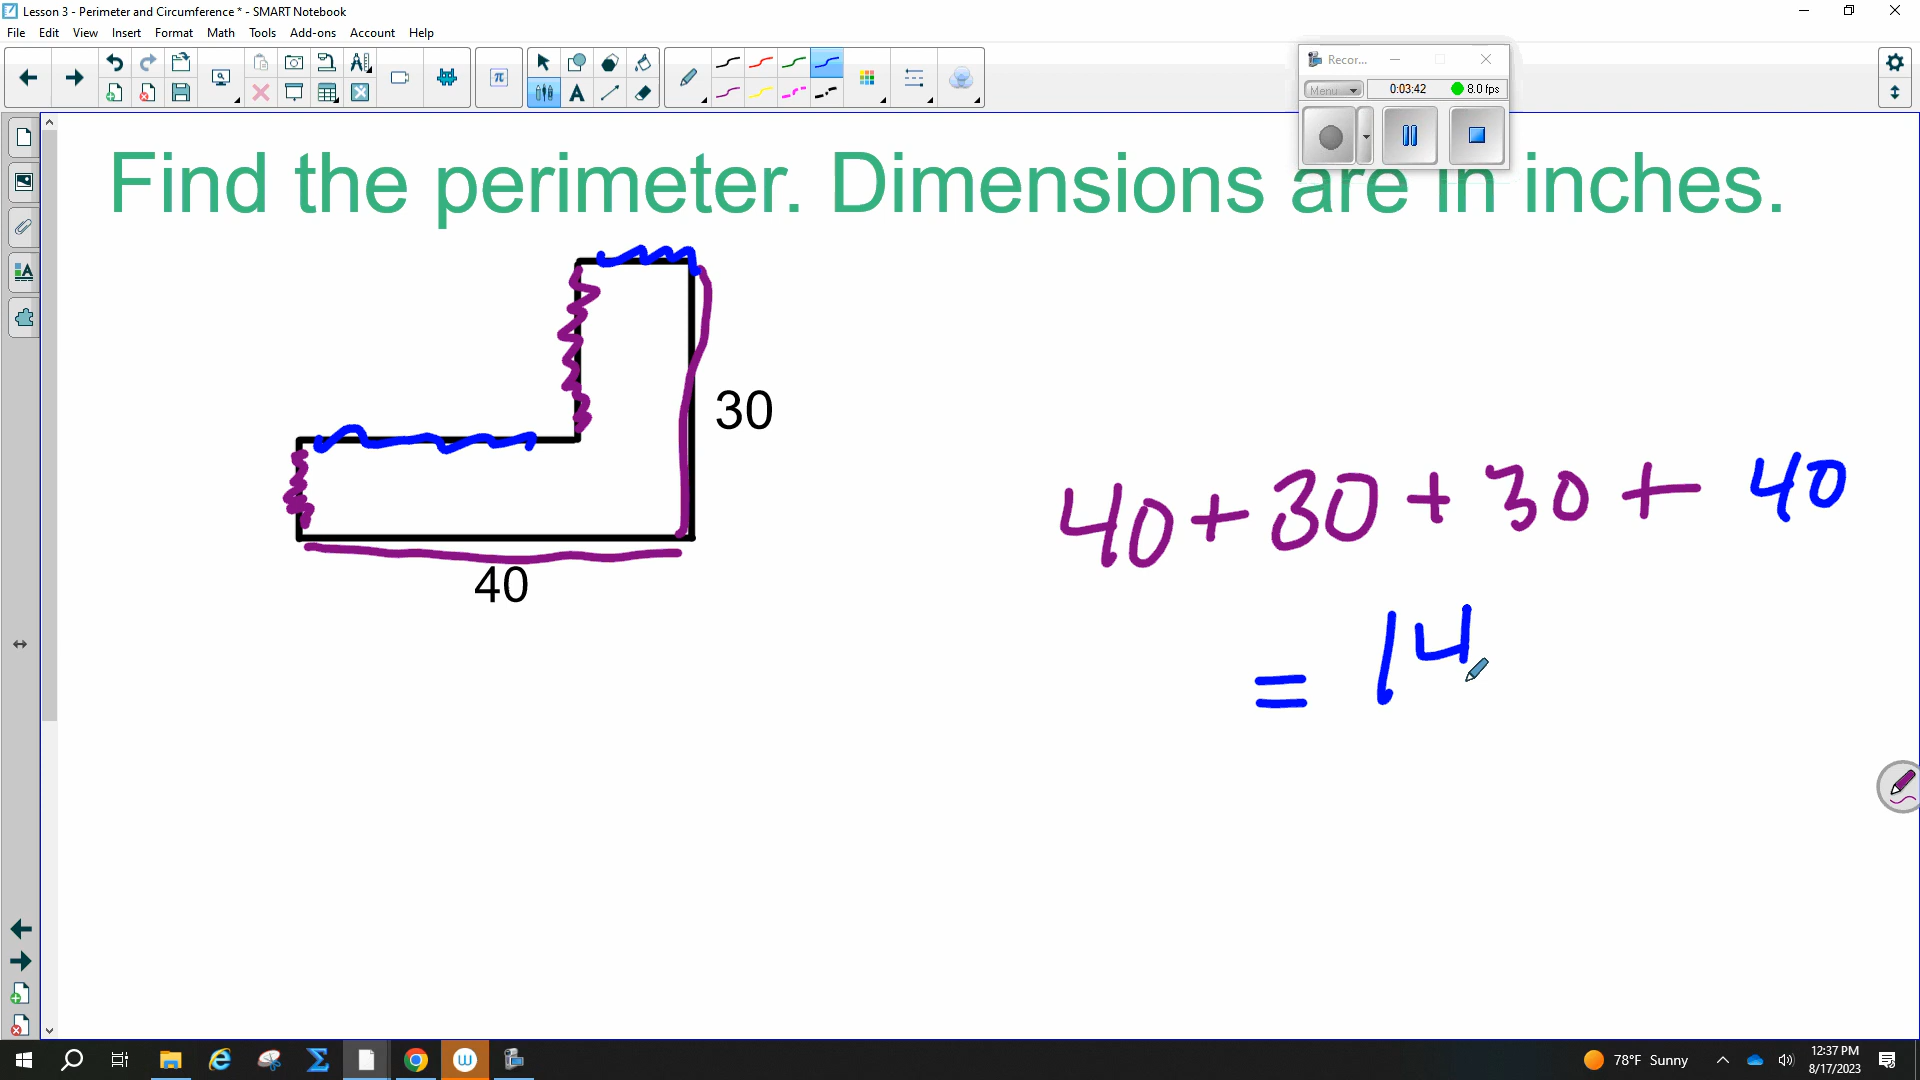 Lesson 3 - Perimeter and Circumference * - SMART Notebook
File Edit View Insert Format Math Tools Add-ons Account Help
Recor...
Menu 0:03:42 8.0 fps
Find the perimeter. Dimensions are in inches.
30
40
40 + 30 + 30 + 40
= 14
78°F Sunny
12:37 PM
8/17/2023